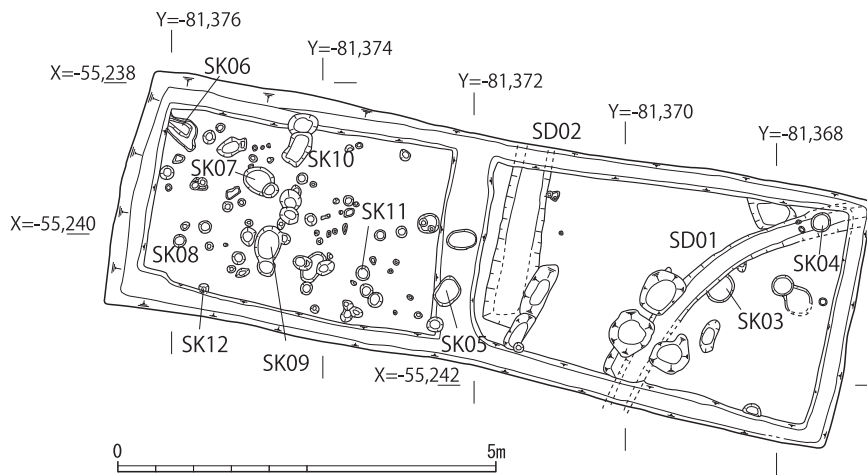 Y=-81,376
Y=-81,374
X=-55,238
SK06
Y=-81,372
Y=-81,370
SD02
Y=-81,368
SK10
SK07
SK11
X=-55,240
SD01
SK08
SK04
SK03
SK12
SK09
SK05
X=-55,242
0
5m